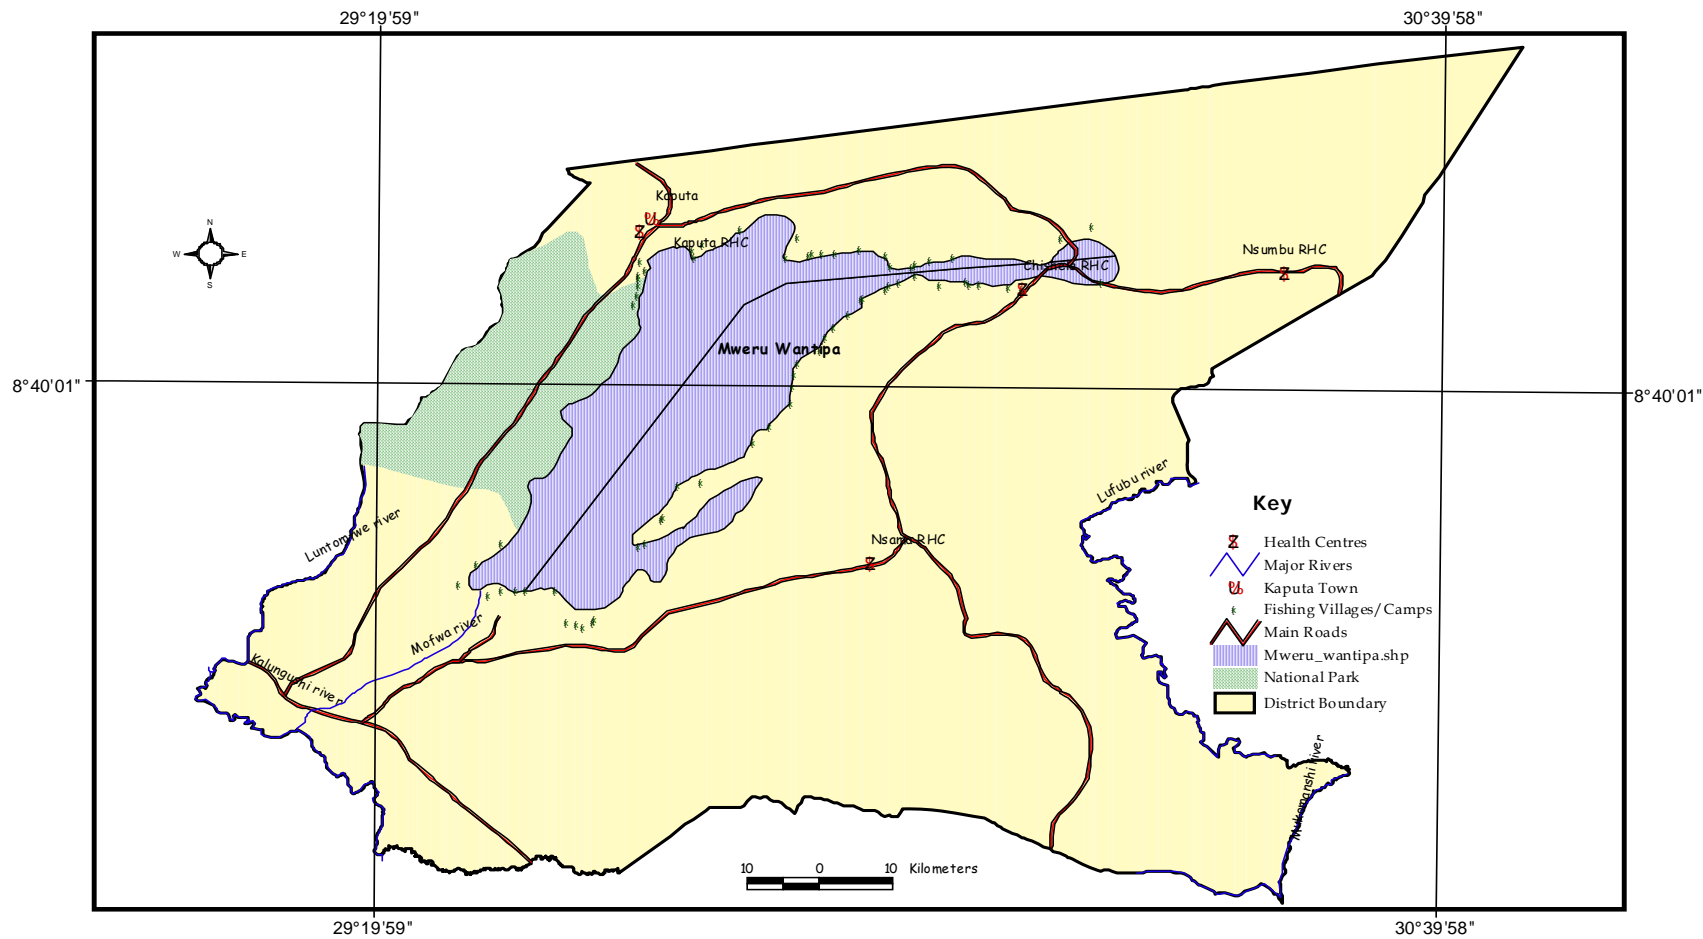 29°19'59"
30°39'58"
Kaputa
N
W
E
S
Kaputa RHC
Nsumbu RHC
Chishela RHC
Mweru Wantipa
8°40'01"
8°40'01"
Lufubu river
Key
Luntomfwe river
Nsama RHC
Health Centres
Major Rivers
Kaputa Town
Fishing Villages/Camps
Mofwa river
Main Roads
Mweru_wantipa.shp
Kalungushi river
National Park
District Boundary
Mukomanshi river
10
0
10
Kilometers
29°19'59"
30°39'58"